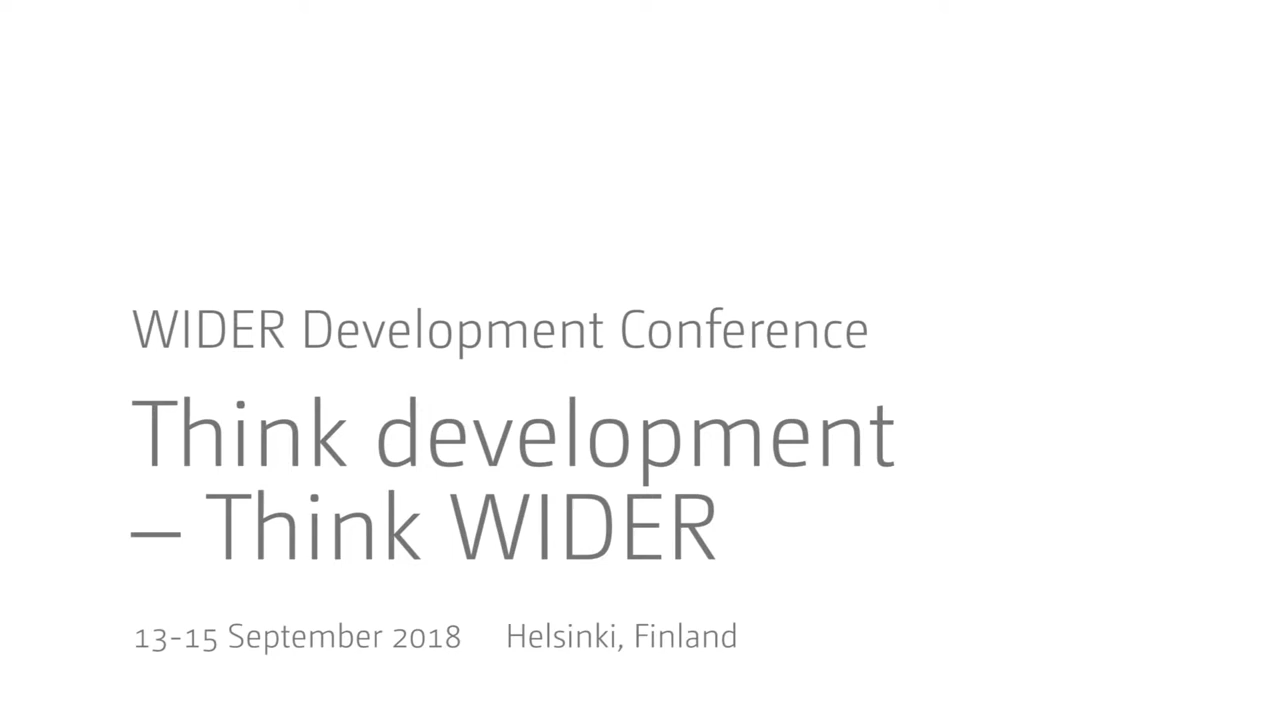 WIDER Development Conference
Think development
– Think WIDER
13-15 September 2018 Helsinki, Finland